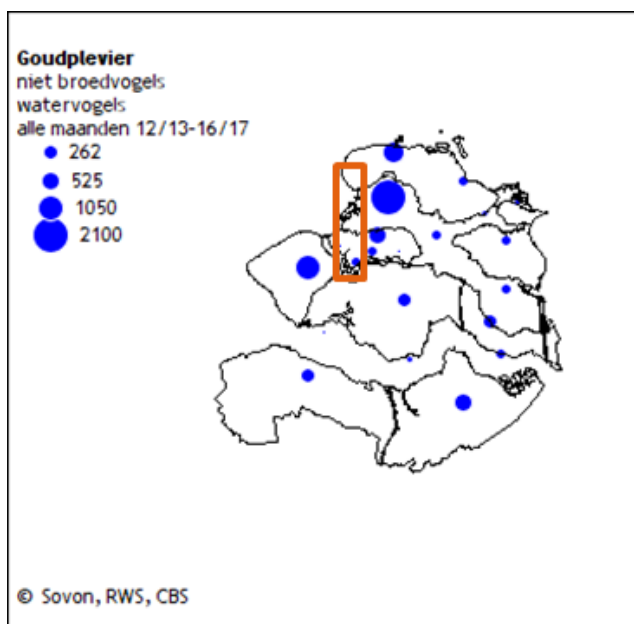 Goudplevier
niet broedvogels
watervogels
alle maanden 12/13-16/17
262
525
1050
2100
© Sovon, RWS, CBS